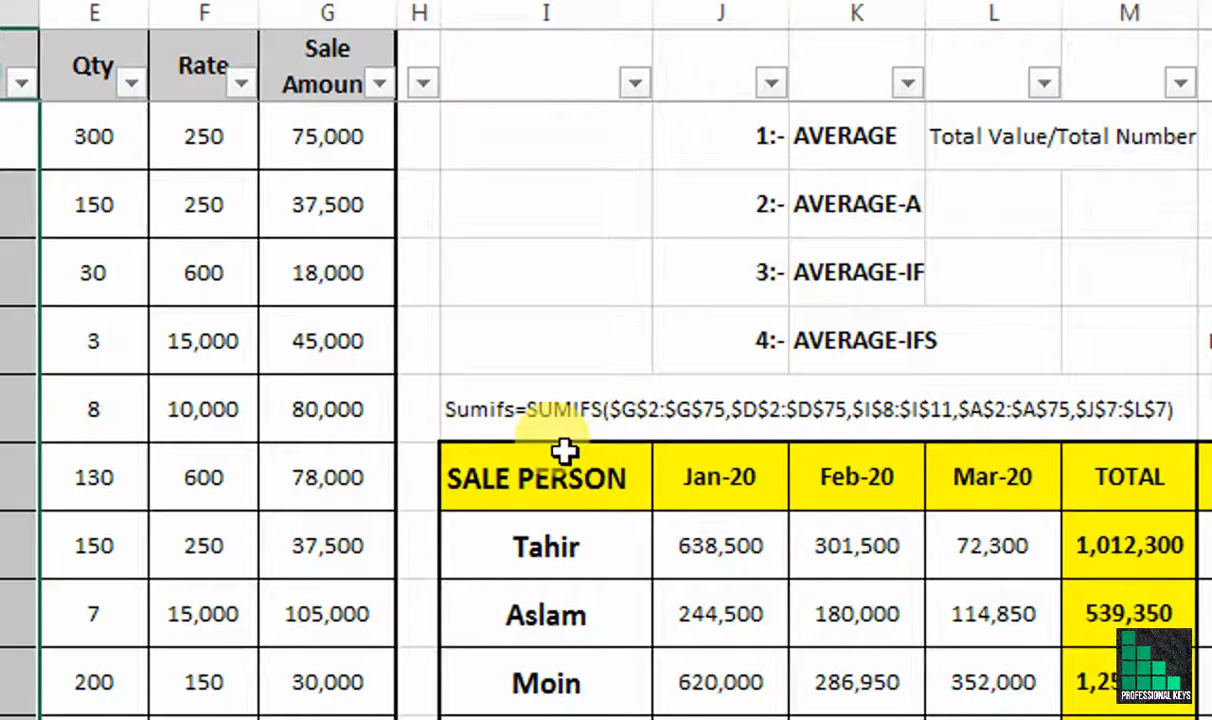 E F G H I J K L M
Qty Rate Sale Amoun
300 250 75,000 1:- AVERAGE Total Value/Total Number
150 250 37,500 2:- AVERAGE-A
30 600 18,000 3:- AVERAGE-IF
3 15,000 45,000 4:- AVERAGE-IFS
8 10,000 80,000 Sumifs=SUMIFS($G$2:$G$75,$D$2:$D$75,$I$8:$I$11,$A$2:$A$75,$J$7:$L$7)
130 600 78,000 SALE PERSON Jan-20 Feb-20 Mar-20 TOTAL
150 250 37,500 Tahir 638,500 301,500 72,300 1,012,300
7 15,000 105,000 Aslam 244,500 180,000 114,850 539,350
200 150 30,000 Moin 620,000 286,950 352,000
PROFESSIONAL KEYS